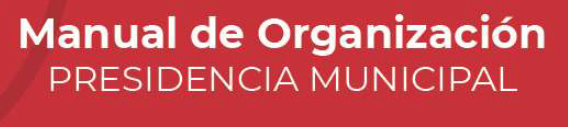 Manual de Organización
PRESIDENCIA MUNICIPAL